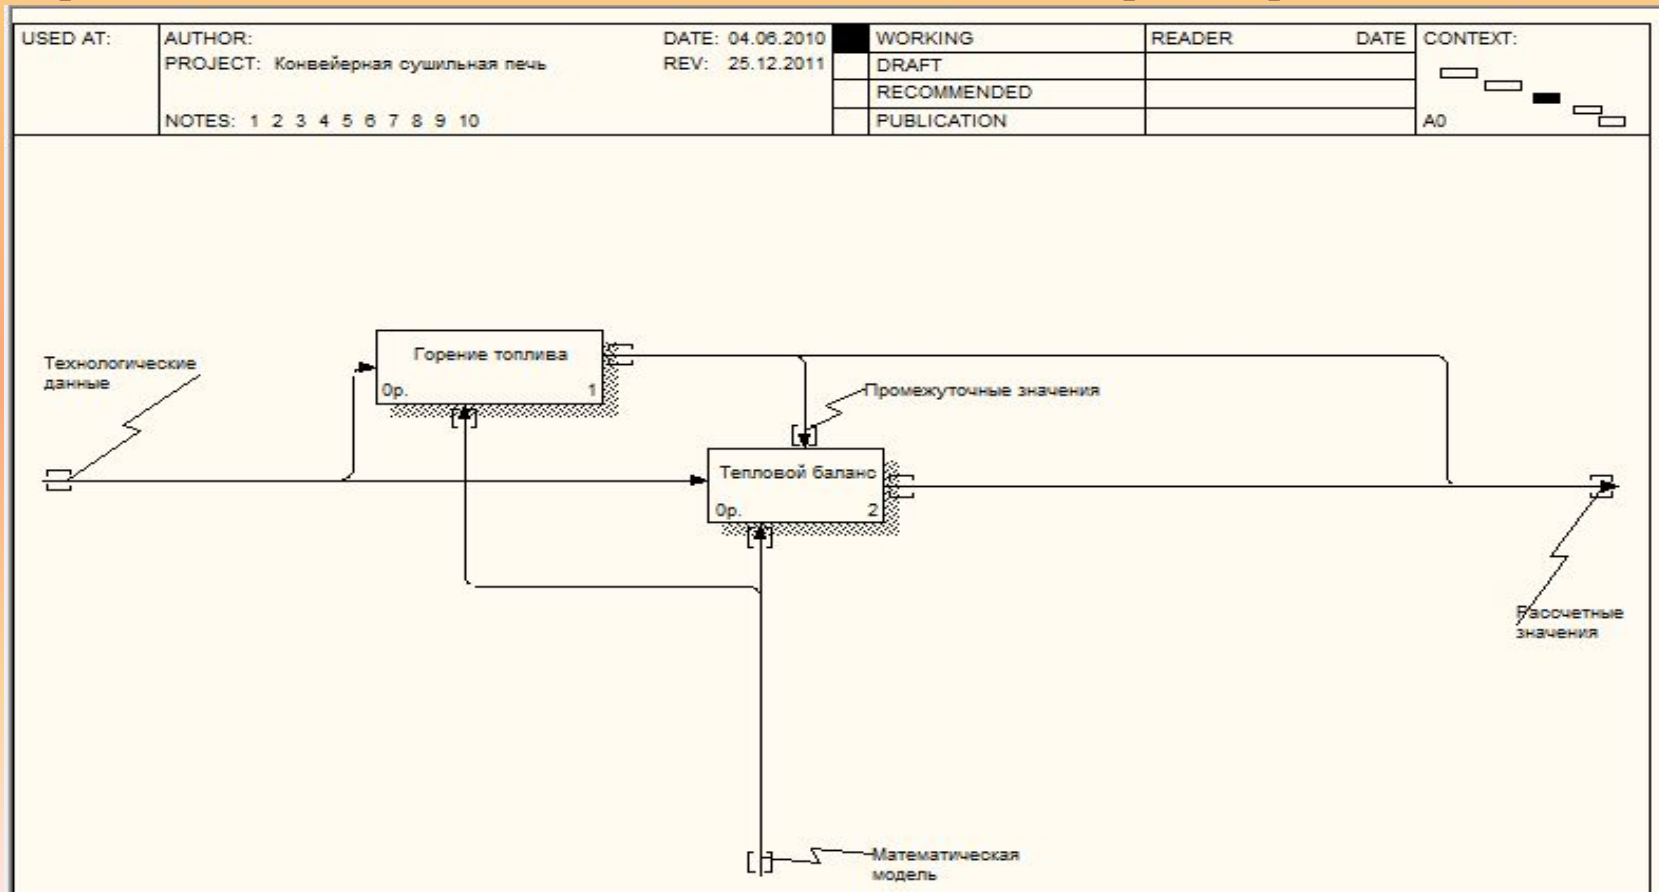 USED AT:
AUTHOR:
DATE: 04.06.2010
PROJECT: Конвейерная сушильная печь
REV: 25.12.2011
NOTES: 1 2 3 4 5 6 7 8 9 10
WORKING
DRAFT
RECOMMENDED
PUBLICATION
READER
DATE
CONTEXT:
A0
Технологические
данные
Горение топлива
0р.
1
Промежуточные значения
Тепловой баланс
0р.
2
Рассчетные
значения
Математическая
модель